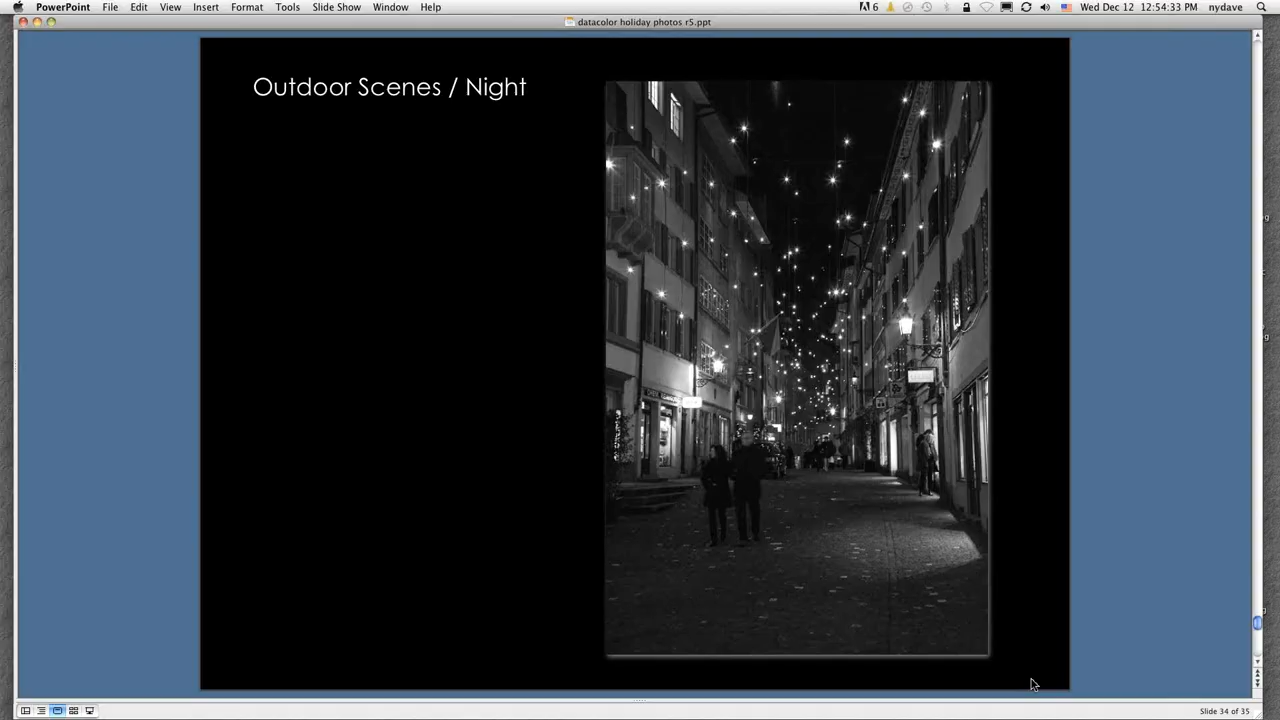 PowerPoint File Edit View Insert Format Tools Slide Show Window Help 6 Wed Dec 12 12:54:33 PM nydave
datacolor holiday photos r5.ppt
Outdoor Scenes / Night
Slide 34 of 35